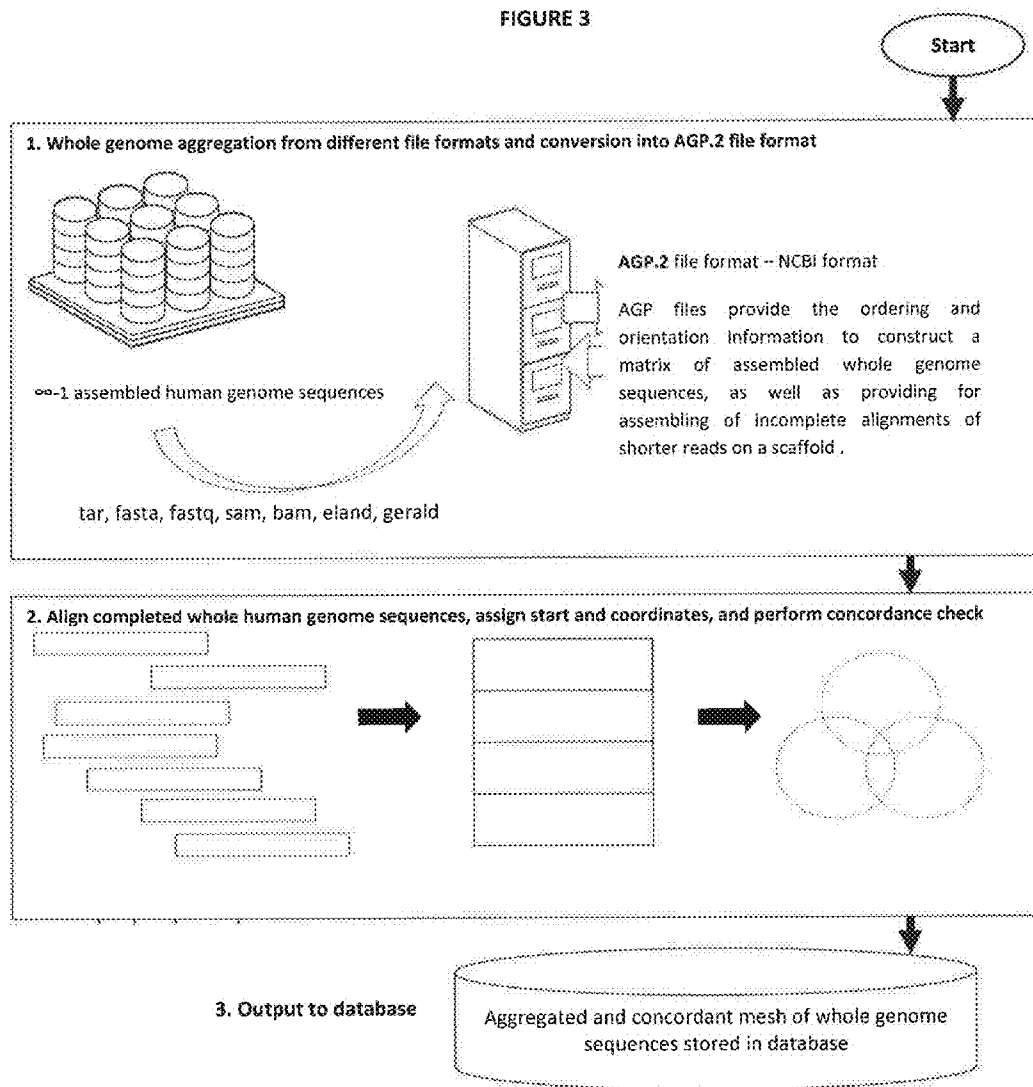 FIGURE 3
Start
1. Whole genome aggregation from different file formats and conversion into AGP.2 file format
AGP.2 file format – NCBI format
AGP files provide the ordering and
orientation information to construct a
matrix of assembled whole genome
sequences, as well as providing for
assembling of incomplete alignments of
shorter reads on a scaffold .
∞-1 assembled human genome sequences
tar, fasta, fastq, sam, bam, eland, gerald
2. Align completed whole human genome sequences, assign start and coordinates, and perform concordance check
3. Output to database
Aggregated and concordant mesh of whole genome
sequences stored in database